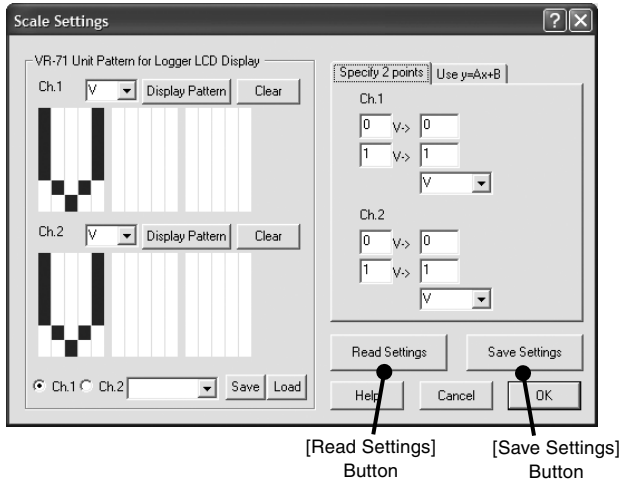 Scale Settings
VR-71 Unit Pattern for Logger LCD Display
Ch.1 V Display Pattern Clear
Ch.2 V Display Pattern Clear
Ch.1 Ch.2 Save Load
Specify 2 points Use y=Ax+B
Ch.1
0 V-> 0
1 V-> 1
V
Ch.2
0 V-> 0
1 V-> 1
V
Read Settings Save Settings
Help Cancel OK
[Read Settings]
Button
[Save Settings]
Button